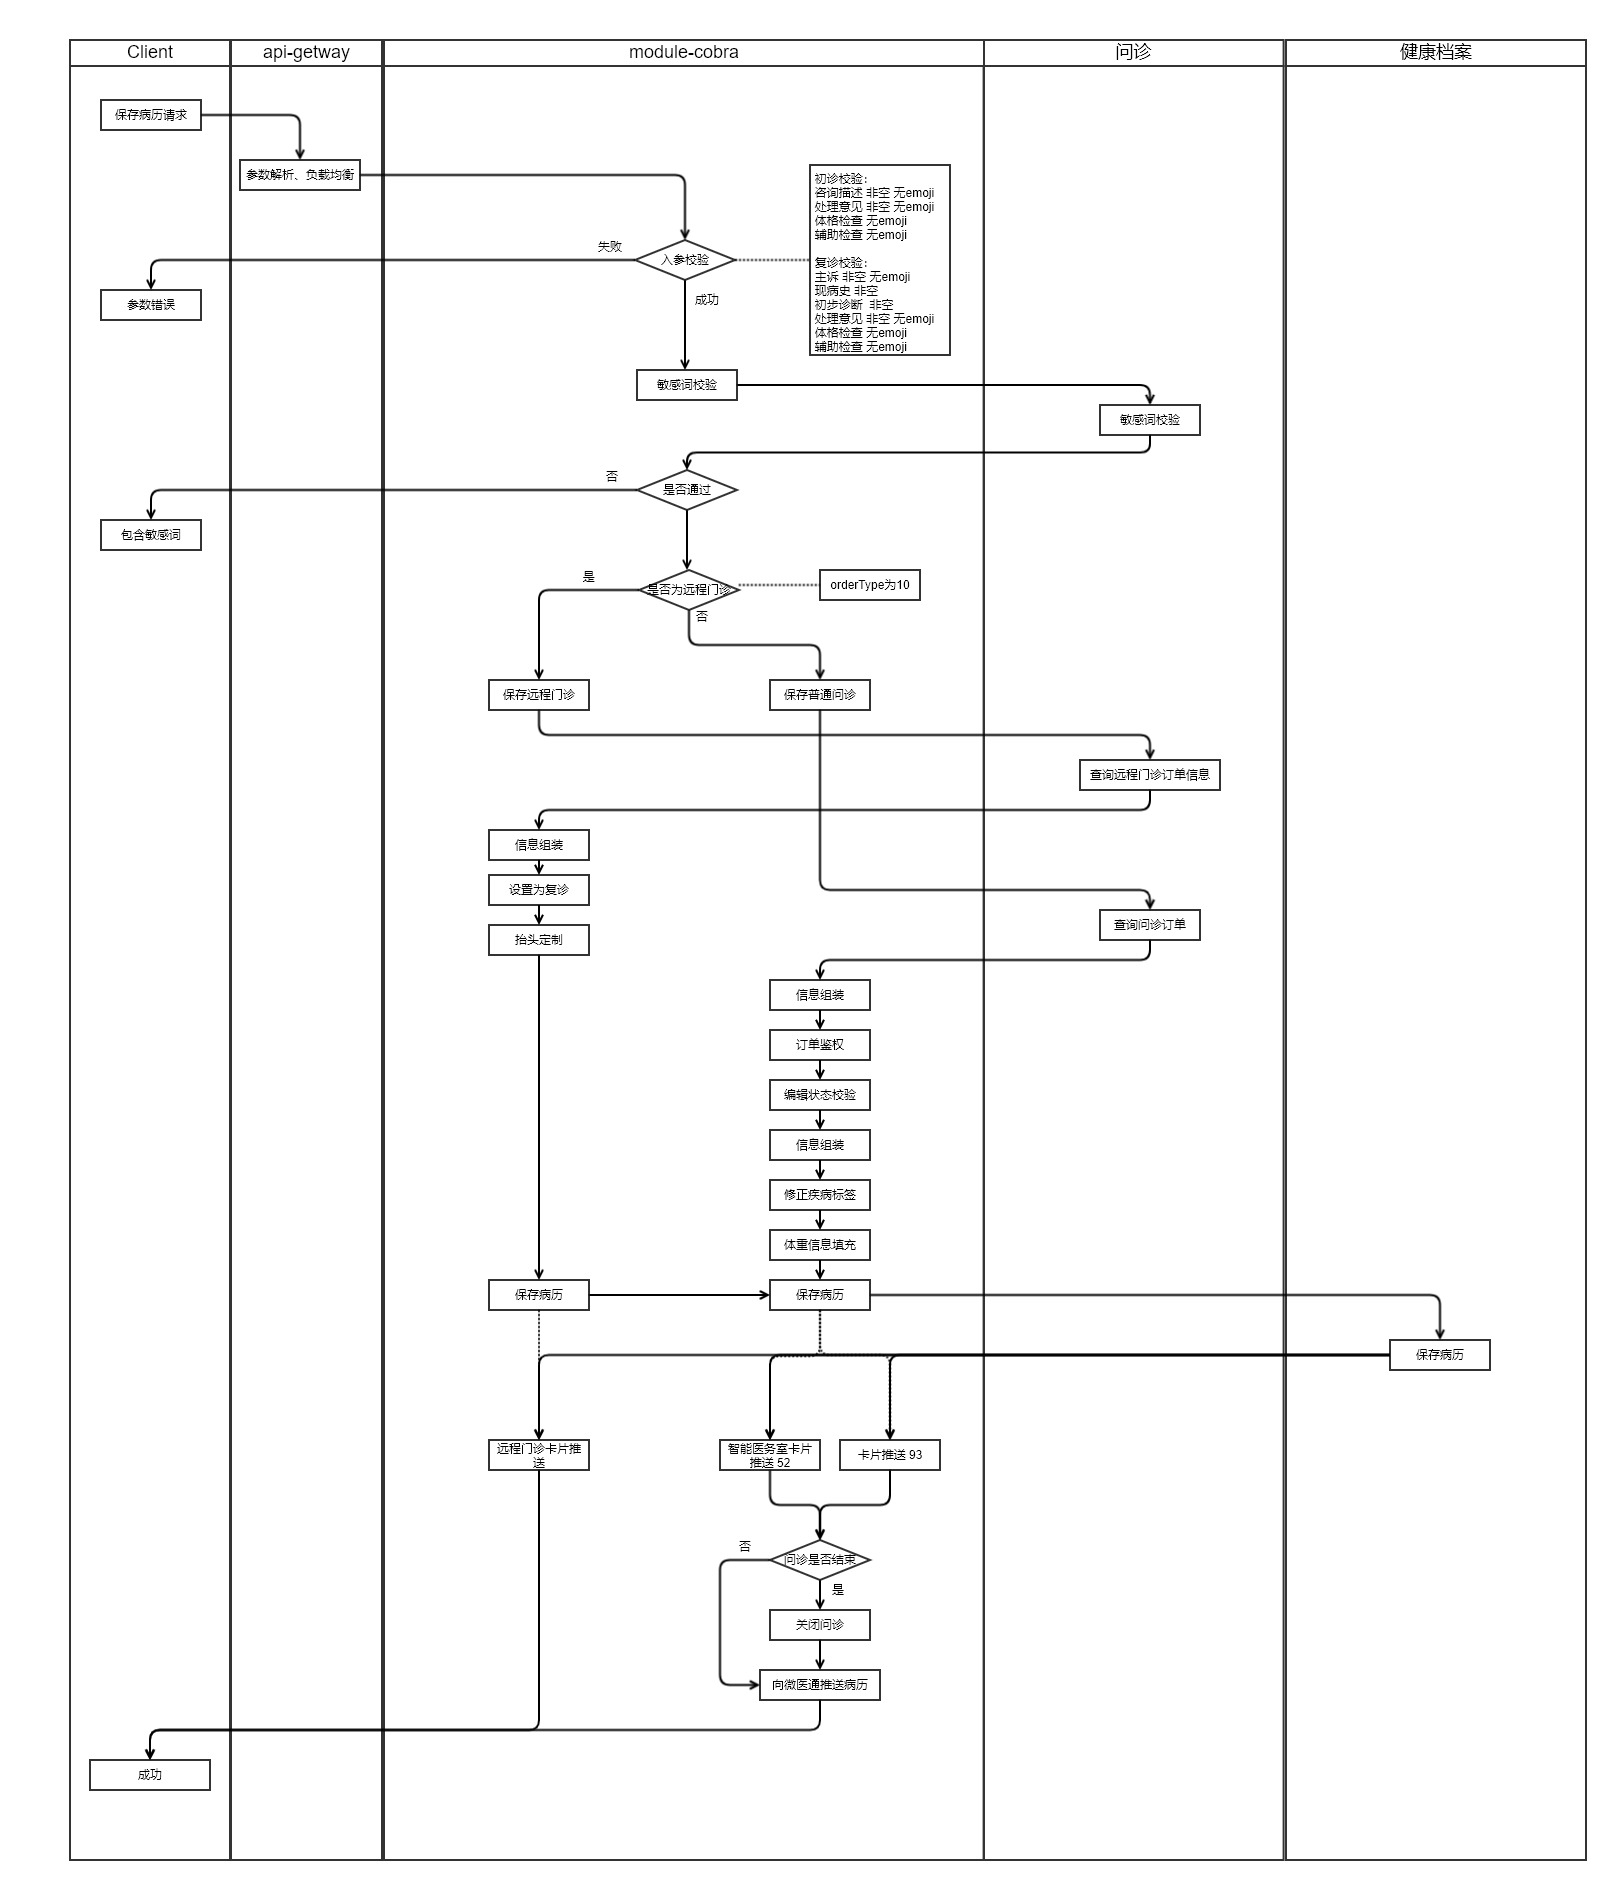 Client
api-getway
module-cobra
问诊
健康档案
保存病历请求
参数解析、负载均衡
初诊校验：
咨询描述 非空 无emoji
处理意见 非空 无emoji
体格检查 无emoji
辅助检查 无emoji
复诊校验：
主诉 非空 无emoji
现病史 非空
初步诊断  非空
处理意见 非空 无emoji
体格检查 无emoji
辅助检查 无emoji
失败
入参校验
参数错误
成功
敏感词校验
敏感词校验
否
是否通过
包含敏感词
是
是否为远程门诊
orderType为10
否
保存远程门诊
保存普通问诊
查询远程门诊订单信息
信息组装
设置为复诊
抬头定制
查询问诊订单
信息组装
订单鉴权
编辑状态校验
信息组装
修正疾病标签
体重信息填充
保存病历
保存病历
保存病历
远程门诊卡片推
送
智能医务室卡片
推送 52
卡片推送 93
否
问诊是否结束
是
关闭问诊
向微医通推送病历
成功